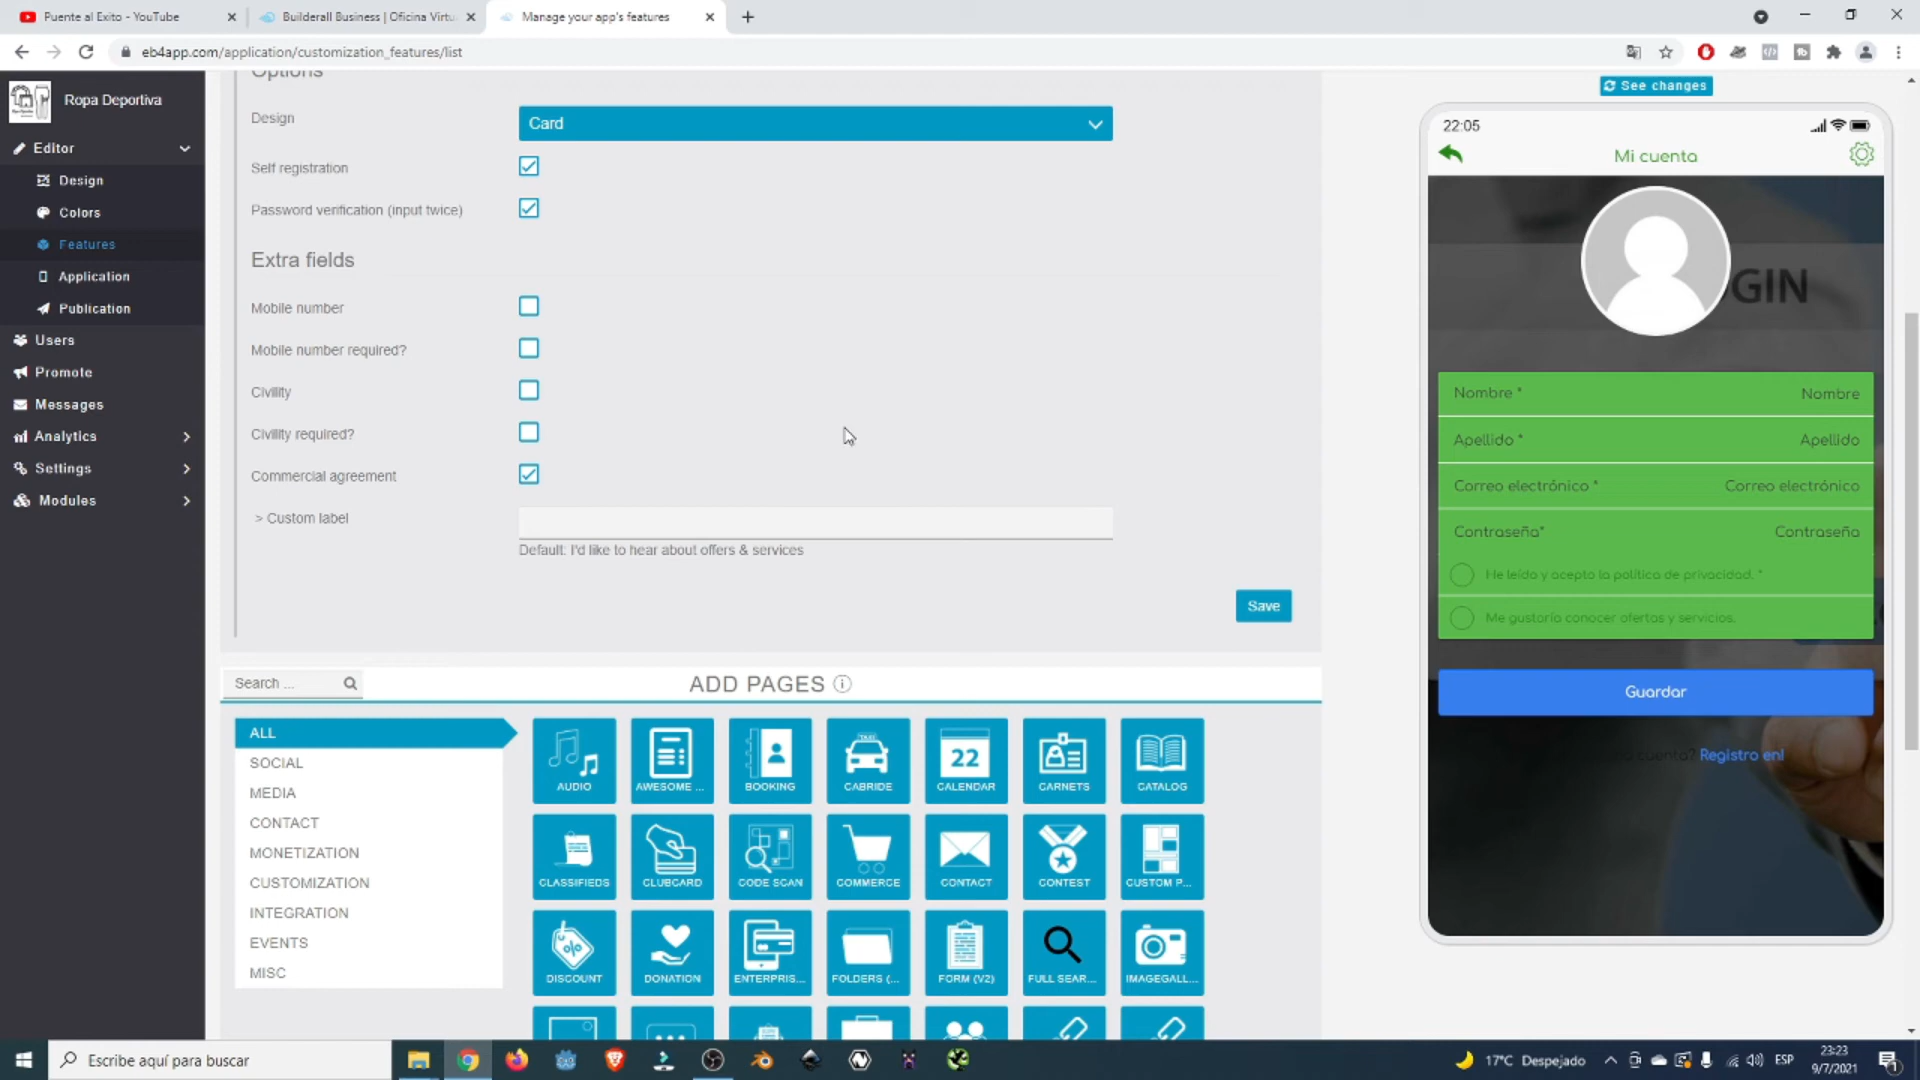 Puente al Exito - YouTube
Builderall Business | Oficina Virtu
Manage your app's features
eb4app.com/application/customization_features/list
Ropa Deportiva
Editor
Design
Colors
Features
Application
Publication
Users
Promote
Messages
Analytics
Settings
Modules
Options
Design
Card
Self registration
Password verification (input twice)
Extra fields
Mobile number
Mobile number required?
Civility
Civility required?
Commercial agreement
> Custom label
Default: I'd like to hear about offers & services
Save
Search ...
ADD PAGES
ALL
SOCIAL
MEDIA
CONTACT
MONETIZATION
CUSTOMIZATION
INTEGRATION
EVENTS
MISC
AUDIO
AWESOME ...
BOOKING
TAXI
CABRIDE
22
CALENDAR
CARNETS
CATALOG
CLASSIFIEDS
CLUBCARD
CODE SCAN
COMMERCE
CONTACT
CONTEST
CUSTOM P...
DISCOUNT
DONATION
ENTERPRIS...
FOLDERS (...
FORM (V2)
FULL SEAR...
IMAGEGALL...
See changes
22:05
Mi cuenta
GIN
Nombre * Nombre
Apellido * Apellido
Correo electrónico * Correo electrónico
Contraseña* Contraseña
He leído y acepto la política de privacidad. *
Me gustaría conocer ofertas y servicios.
Guardar
cuenta? Registro en!
Escribe aquí para buscar
17°C Despejado
ESP
23:23
9/7/2021
1